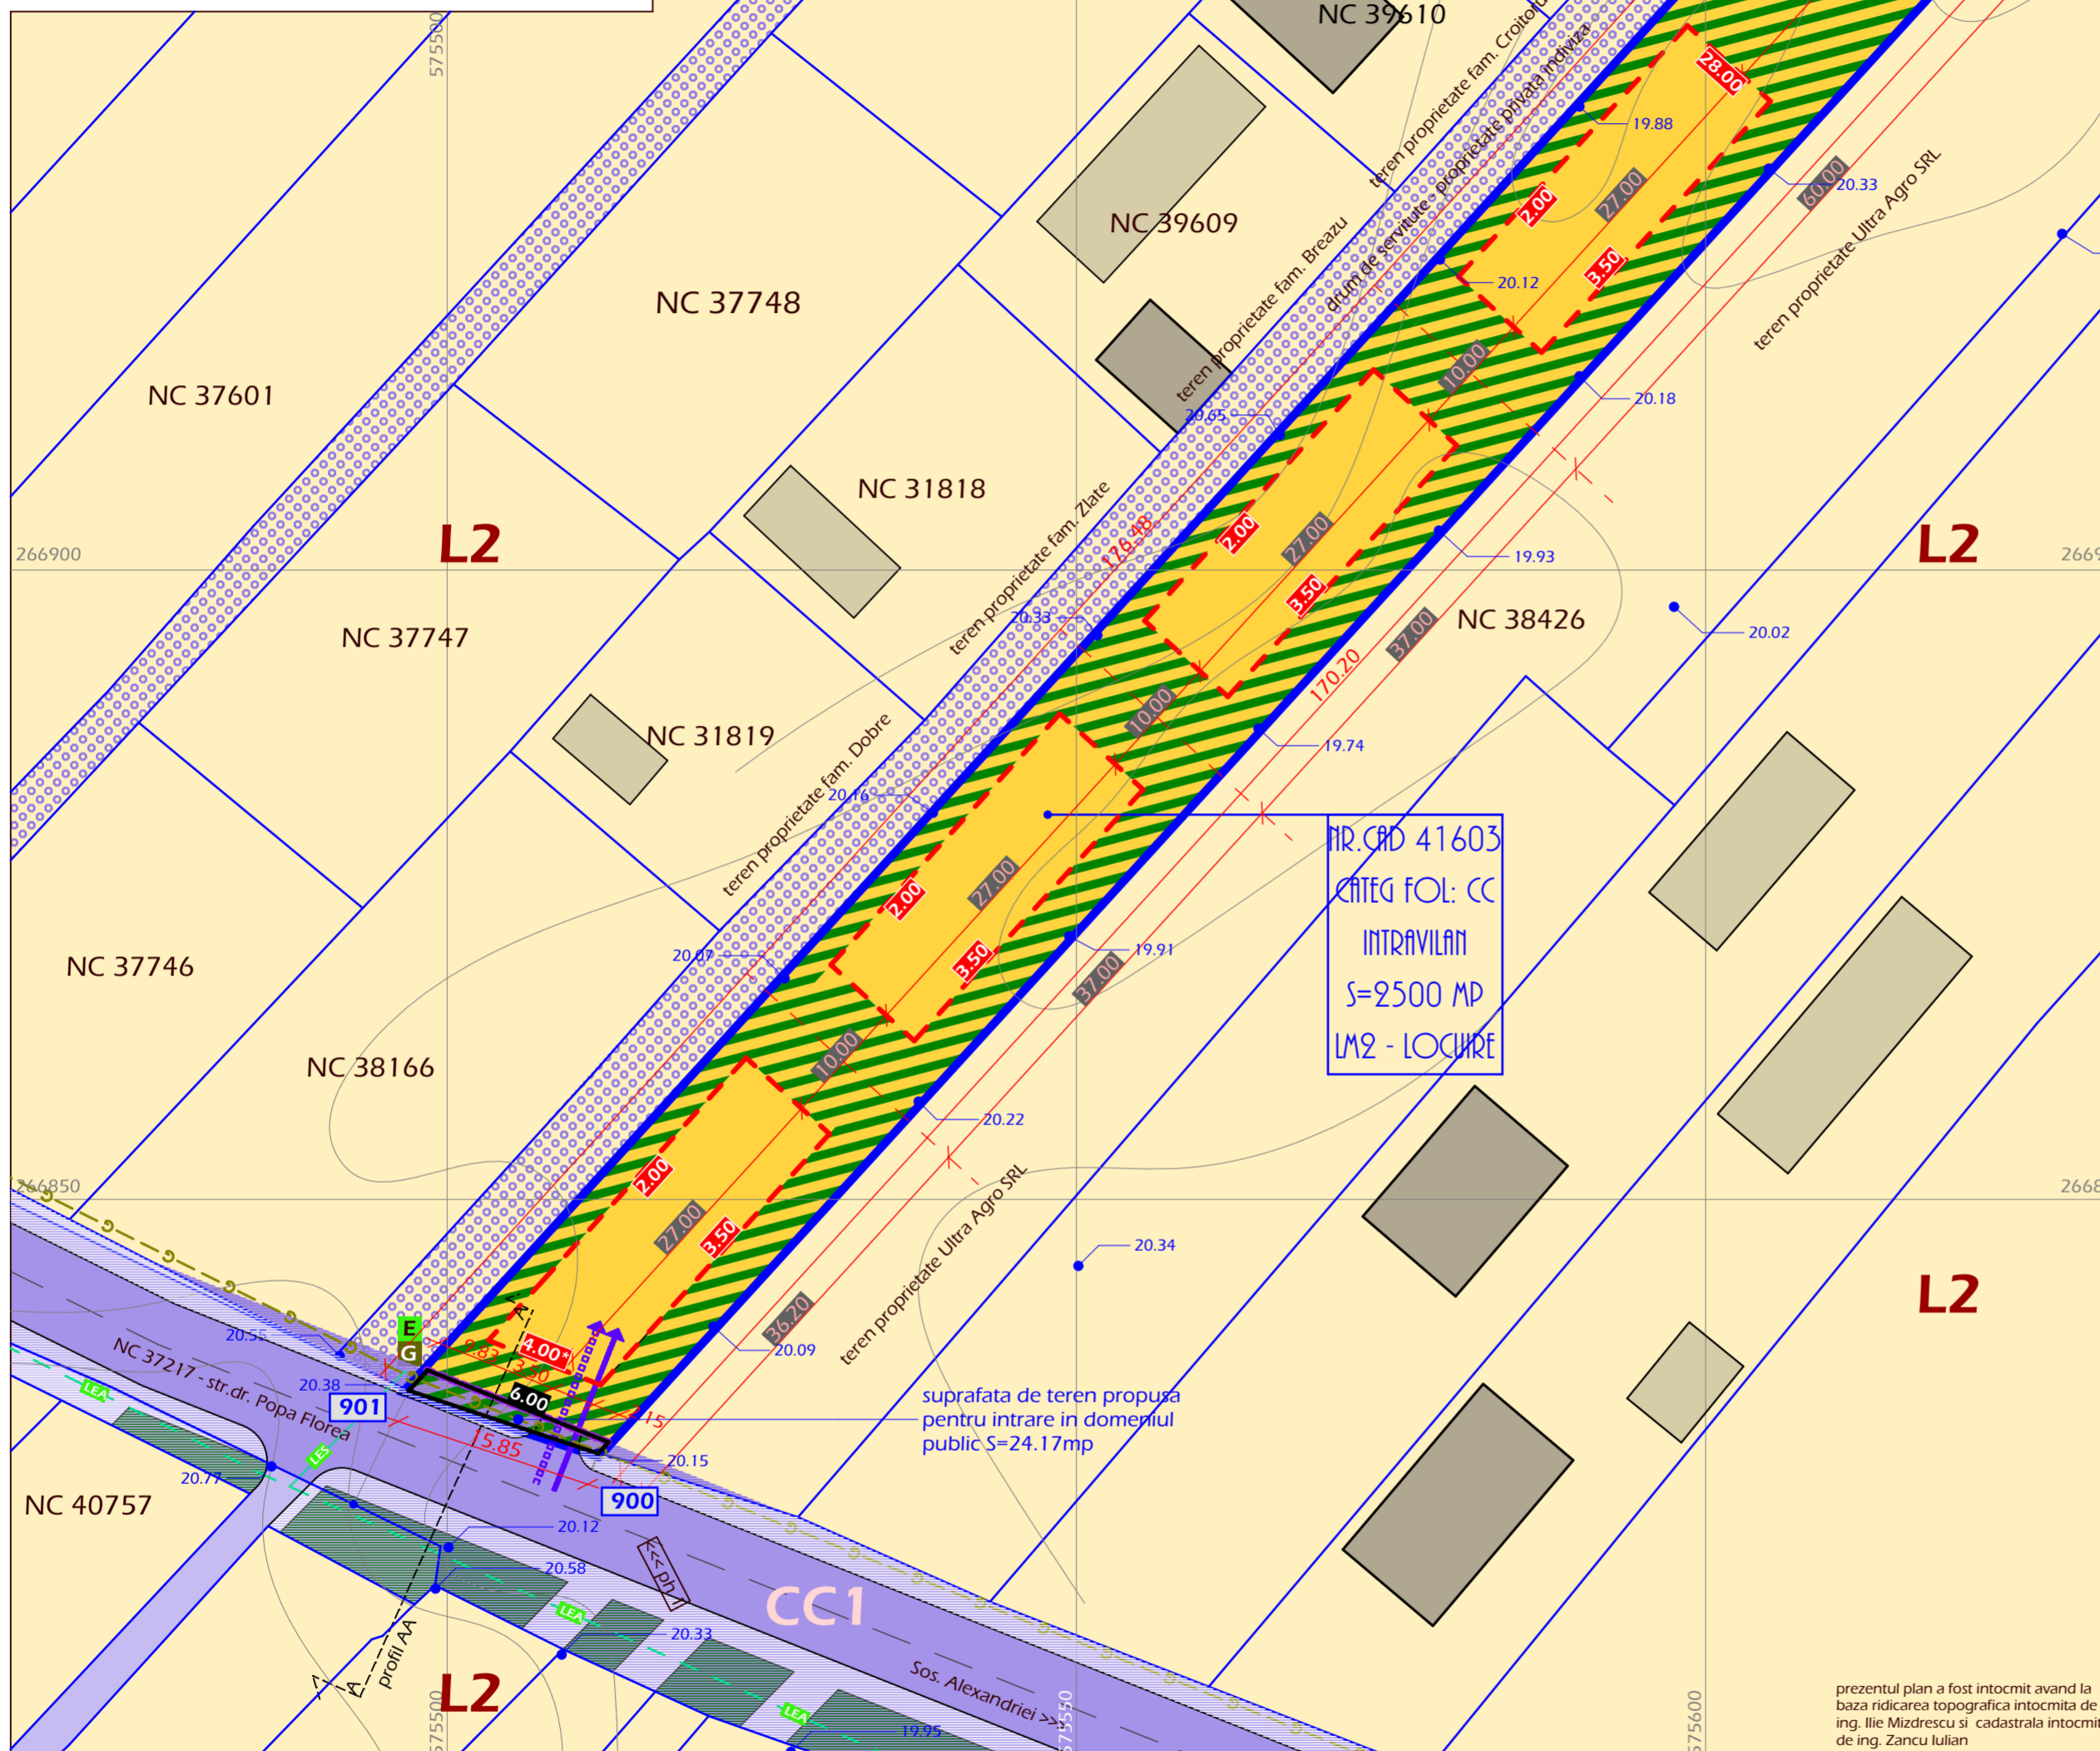 575500
NC 39610
teren proprietate fam. Croitoru
28.00
19.88
2.00
27.00
60.00
20.33
drum de servitute - proprietate privata indiviza
teren proprietate Ultra Agro SRL
NC 39609
3.50
20.12
teren proprietate fam. Breazu
NC 37748
10.00
NC 37601
20.18
20.65
NC 31818
L2
266900
teren proprietate fam. Zlate
176.48
2.00
27.00
19.93
L2
3.50
20.02
20.33
NC 38426
37.00
NC 37747
170.20
10.00
NC 31819
19.74
teren proprietate fam. Dobre
20.16
NR.CAD 41603
CATEG FOL: CC
INTRAVILAN
S=2500 MP
LM2 - LOCUIRE
2.00
27.00
3.50
19.91
37.00
20.07
NC 37746
10.00
NC 38166
20.22
2.00
27.00
3.50
266850
teren proprietate Ultra Agro SRL
20.34
L2
36.20
20.09
A'
E
G
20.55
4.00*
9.83
3.50
20.38
6.00
901
NC 37217 - str.dr. Popa Florea
15.85
suprafata de teren propusa
pentru intrare in domeniul
public S=24.17mp
20.15
900
LEA
LES
20.77
NC 40757
20.12
20.58
<<< ph.I
CC1
LEA
20.33
profil AA
A
L2
Sos. Alexandriei >>>
LEA
19.95
575500
575550
575600
prezentul plan a fost intocmit avand la
baza ridicarea topografica intocmita de
ing. Ilie Mizdrescu si cadastrala intocmit
de ing. Zancu Iulian